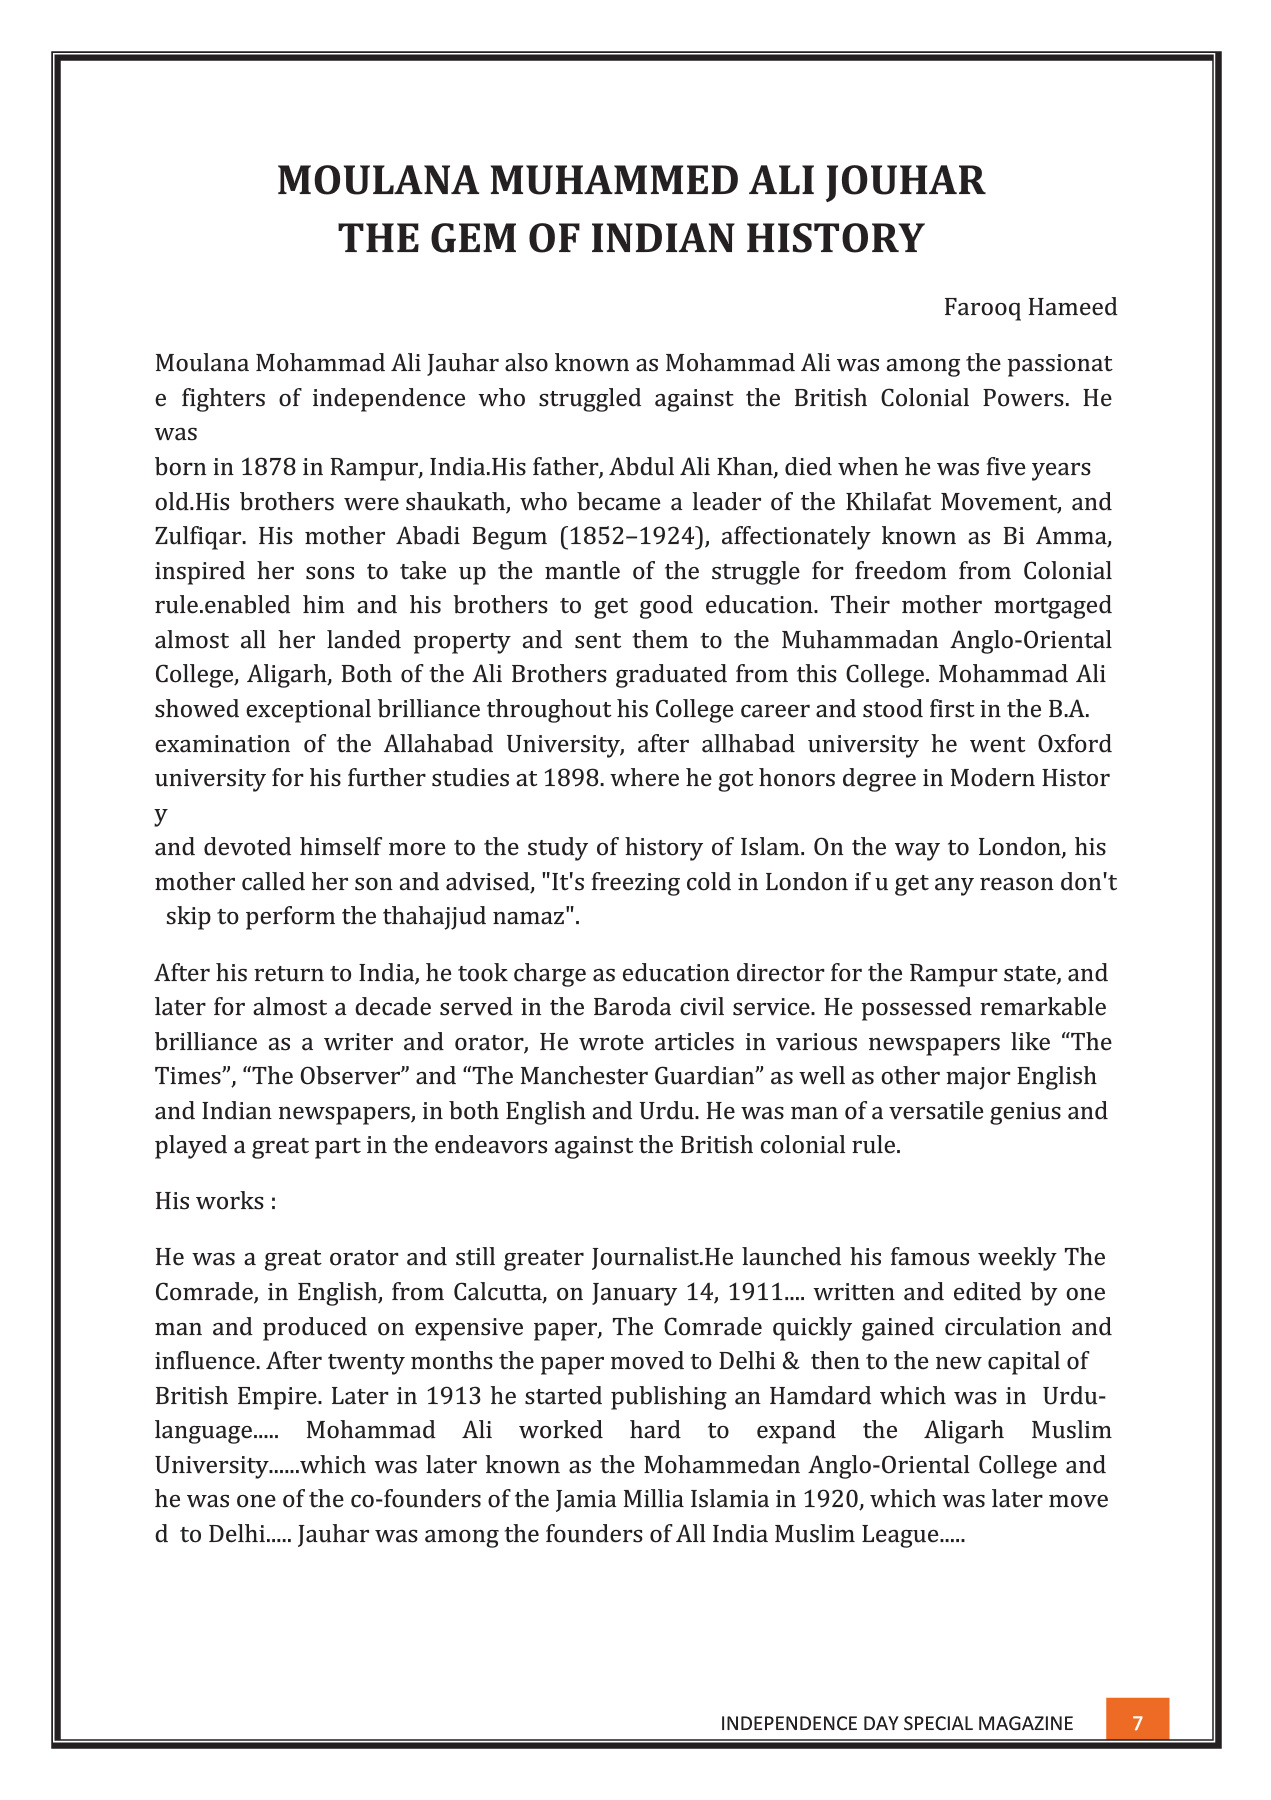 MOULANA MUHAMMED ALI JOUHAR
THE GEM OF INDIAN HISTORY
Farooq Hameed
Moulana Mohammad Ali Jauhar also known as Mohammad Ali was among the passionat
e fighters of independence who struggled against the British Colonial Powers. He
was
born in 1878 in Rampur, India.His father, Abdul Ali Khan, died when he was five years
old.His brothers were shaukath, who became a leader of the Khilafat Movement, and
Zulfiqar. His mother Abadi Begum (1852–1924), affectionately known as Bi Amma,
inspired her sons to take up the mantle of the struggle for freedom from Colonial
rule.enabled him and his brothers to get good education. Their mother mortgaged
almost all her landed property and sent them to the Muhammadan Anglo-Oriental
College, Aligarh, Both of the Ali Brothers graduated from this College. Mohammad Ali
showed exceptional brilliance throughout his College career and stood first in the B.A.
examination of the Allahabad University, after allhabad university he went Oxford
university for his further studies at 1898. where he got honors degree in Modern Histor
y
and devoted himself more to the study of history of Islam. On the way to London, his
mother called her son and advised, "It's freezing cold in London if u get any reason don't
skip to perform the thahajjud namaz".
After his return to India, he took charge as education director for the Rampur state, and
later for almost a decade served in the Baroda civil service. He possessed remarkable
brilliance as a writer and orator, He wrote articles in various newspapers like “The
Times”, “The Observer” and “The Manchester Guardian” as well as other major English
and Indian newspapers, in both English and Urdu. He was man of a versatile genius and
played a great part in the endeavors against the British colonial rule.
His works :
He was a great orator and still greater Journalist.He launched his famous weekly The
Comrade, in English, from Calcutta, on January 14, 1911.... written and edited by one
man and produced on expensive paper, The Comrade quickly gained circulation and
influence. After twenty months the paper moved to Delhi & then to the new capital of
British Empire. Later in 1913 he started publishing an Hamdard which was in Urdu-
language..... Mohammad Ali worked hard to expand the Aligarh Muslim
University......which was later known as the Mohammedan Anglo-Oriental College and
he was one of the co-founders of the Jamia Millia Islamia in 1920, which was later move
d to Delhi..... Jauhar was among the founders of All India Muslim League.....
INDEPENDENCE DAY SPECIAL MAGAZINE 7